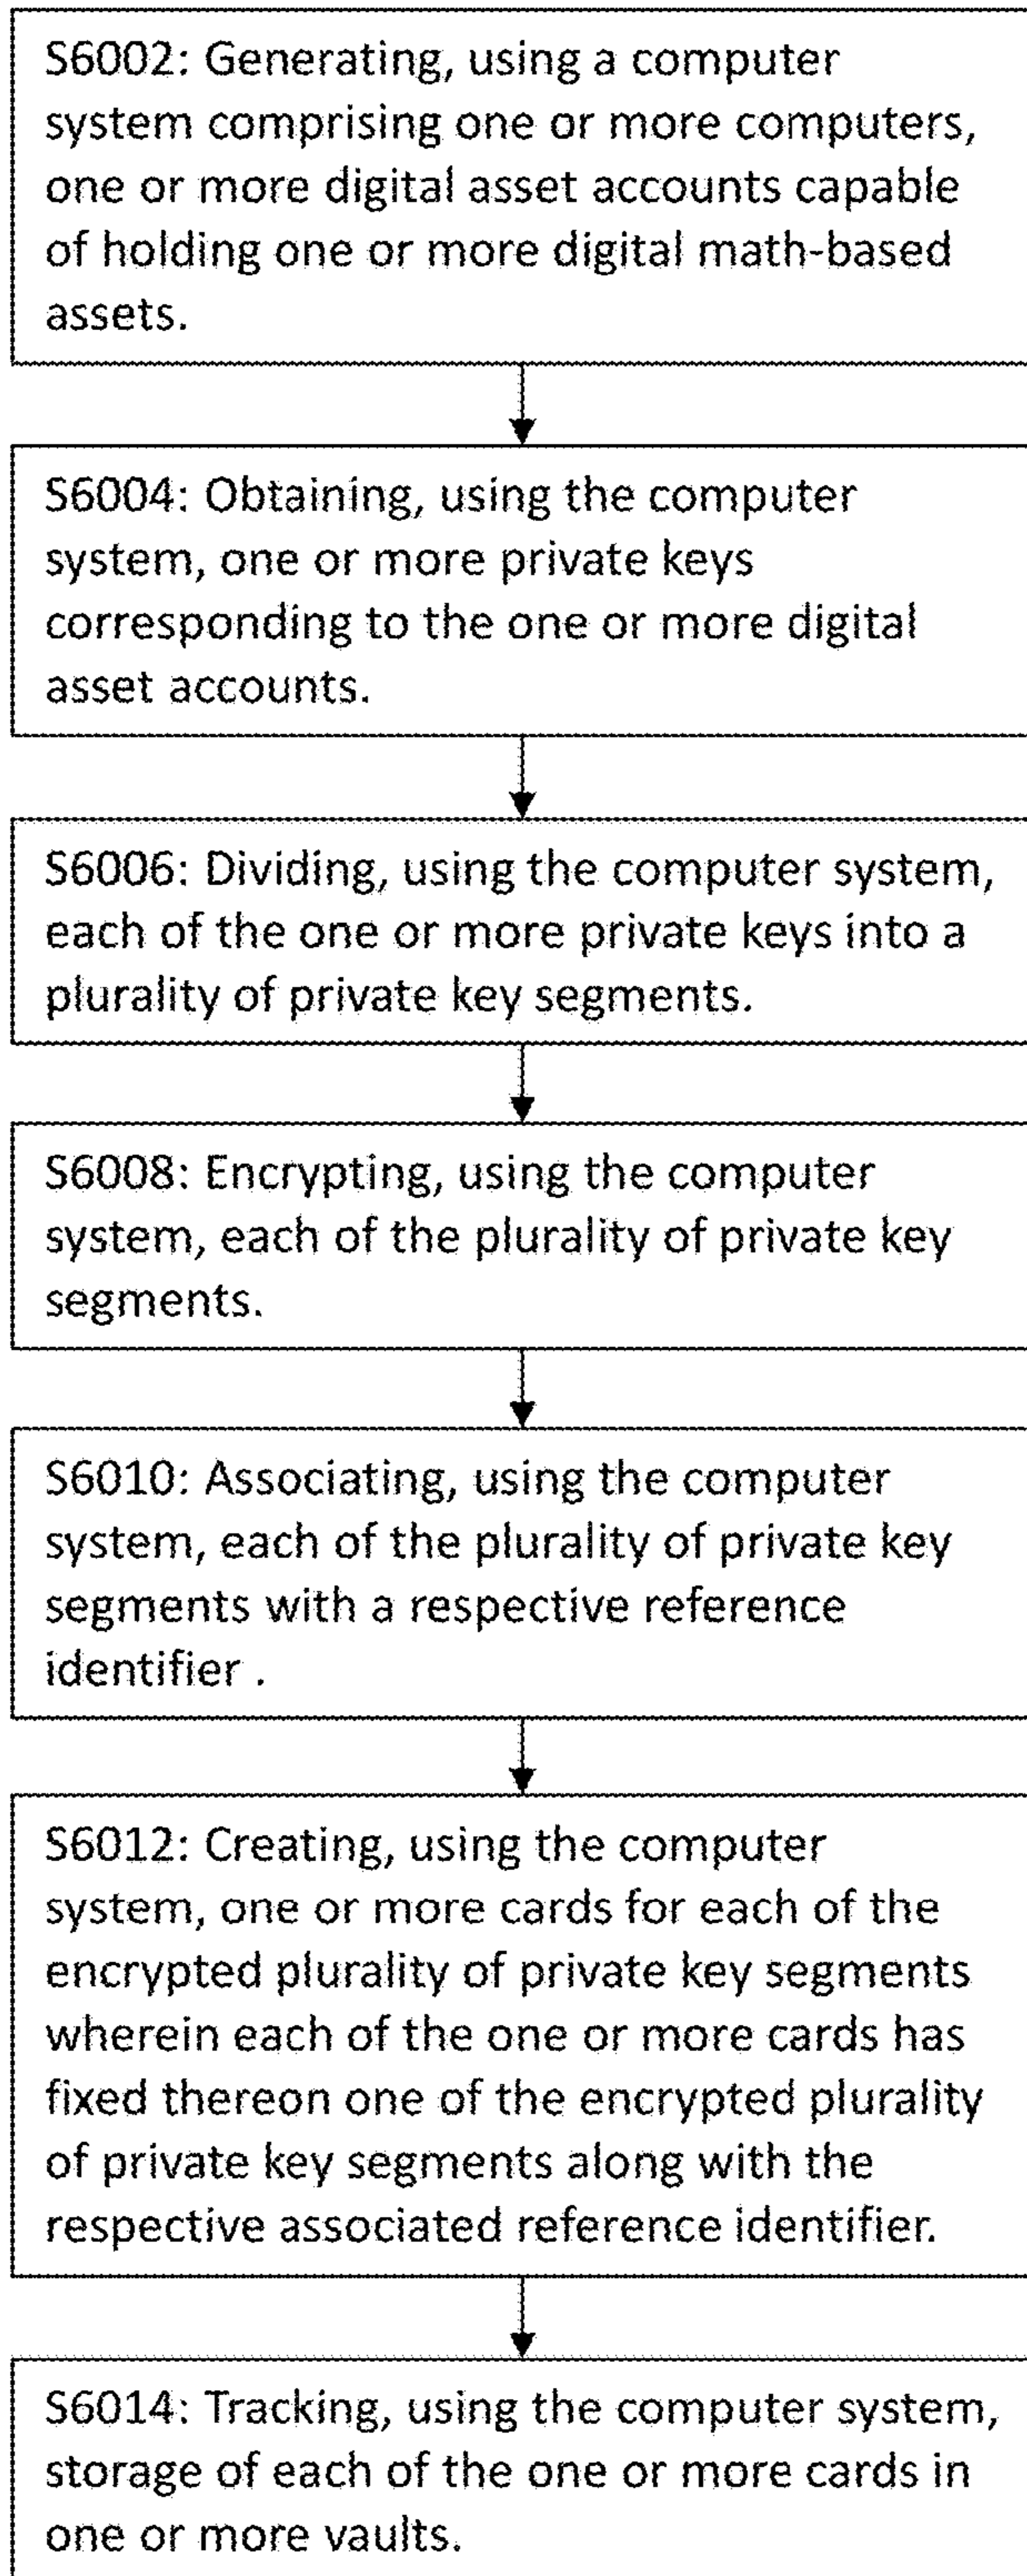 S6002: Generating, using a computer
system comprising one or more computers,
one or more digital asset accounts capable
of holding one or more digital math-based
assets.
S6004: Obtaining, using the computer
system, one or more private keys
corresponding to the one or more digital
asset accounts.
S6006: Dividing, using the computer system,
each of the one or more private keys into a
plurality of private key segments.
S6008: Encrypting, using the computer
system, each of the plurality of private key
segments.
S6010: Associating, using the computer
system, each of the plurality of private key
segments with a respective reference
identifier .
S6012: Creating, using the computer
system, one or more cards for each of the
encrypted plurality of private key segments
wherein each of the one or more cards has
fixed thereon one of the encrypted plurality
of private key segments along with the
respective associated reference identifier.
S6014: Tracking, using the computer system,
storage of each of the one or more cards in
one or more vaults.